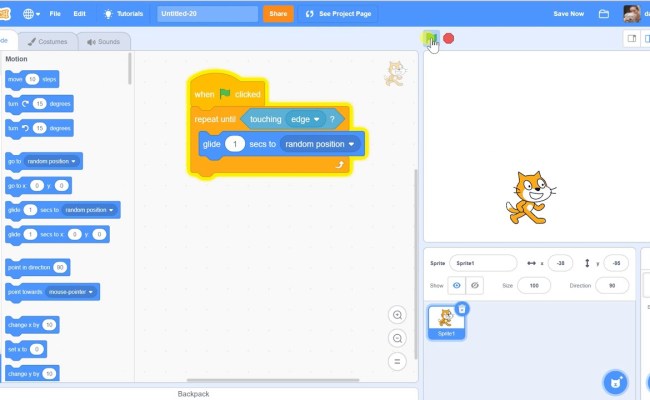 File Edit Tutorials Untitled-20 Share See Project Page Save Now
Costumes Sounds
Motion
move 10 steps
turn 15 degrees
turn 15 degrees
go to random position
go to x: 0 y: 0
glide 1 secs to random position
glide 1 secs to x: 0 y: 0
point in direction 90
point towards mouse-pointer
change x by 10
set x to 0
change y by 10
when clicked
repeat until touching edge ?
glide 1 secs to random position
Backpack
Sprite Sprite1 x y
Show Size 100 Direction 90
Sprite1